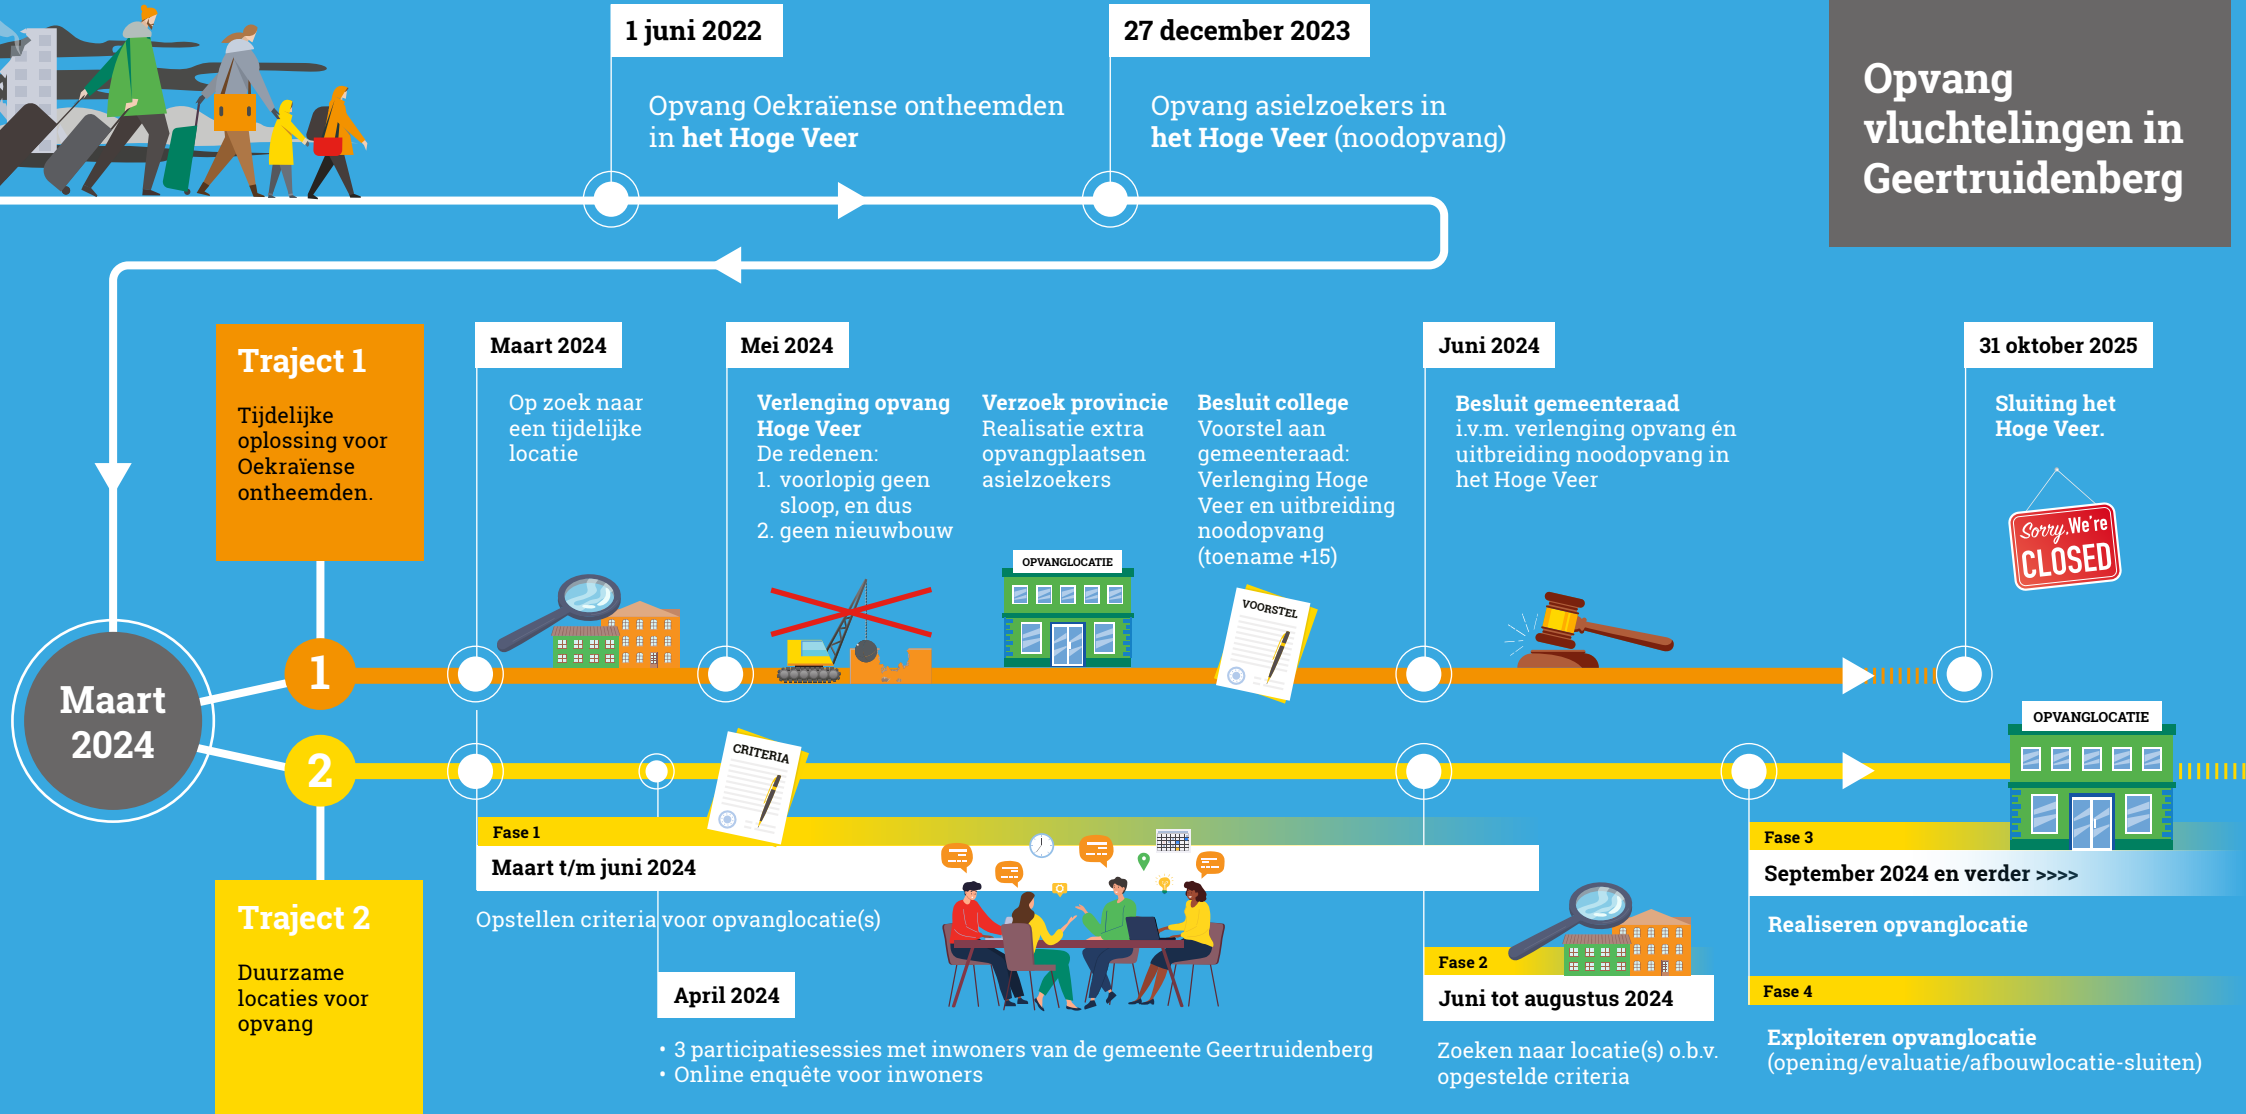 1 juni 2022
Opvang Oekraïense ontheemden
in het Hoge Veer
27 december 2023
Opvang asielzoekers in
het Hoge Veer (noodopvang)
Opvang
vluchtelingen in
Geertruidenberg
Maart
2024
Traject 1
Tijdelijke
oplossing voor
Oekraïense
ontheemden.
1
Maart 2024
Op zoek naar
een tijdelijke
locatie
Mei 2024
Verlenging opvang
Hoge Veer
De redenen:
1. voorlopig geen
sloop, en dus
2. geen nieuwbouw
Verzoek provincie
Realisatie extra
opvangplaatsen
asielzoekers
OPVANGLOCATIE
Besluit college
Voorstel aan
gemeenteraad:
Verlenging Hoge
Veer en uitbreiding
noodopvang
(toename +15)
VOORSTEL
Juni 2024
Besluit gemeenteraad
i.v.m. verlenging opvang én
uitbreiding noodopvang in
het Hoge Veer
31 oktober 2025
Sluiting het
Hoge Veer.
Sorry, We're
CLOSED
2
Traject 2
Duurzame
locaties voor
opvang
CRITERIA
Fase 1
Maart t/m juni 2024
Opstellen criteria voor opvanglocatie(s)
April 2024
• 3 participatiesessies met inwoners van de gemeente Geertruidenberg
• Online enquête voor inwoners
Fase 2
Juni tot augustus 2024
Zoeken naar locatie(s) o.b.v.
opgestelde criteria
OPVANGLOCATIE
Fase 3
September 2024 en verder >>>>
Realiseren opvanglocatie
Fase 4
Exploiteren opvanglocatie
(opening/evaluatie/afbouwlocatie-sluiten)